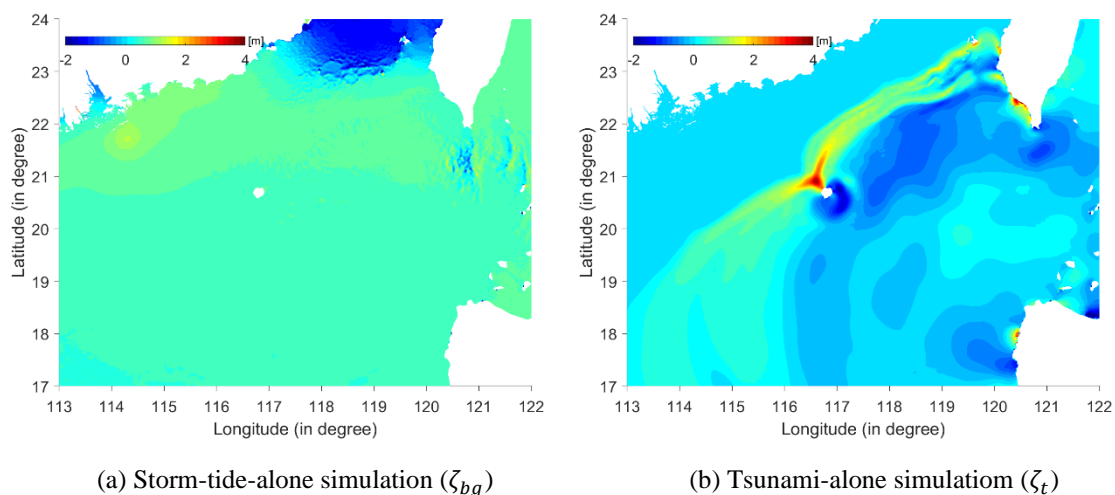 24
23
22
21
20
19
18
17
Latitude (in degree)
-2 0 2 4 [m]
113 114 115 116 117 118 119 120 121 122
Longitude (in degree)
(a) Storm-tide-alone simulation (ζbg)
24
23
22
21
20
19
18
17
Latitude (in degree)
-2 0 2 4 [m]
113 114 115 116 117 118 119 120 121 122
Longitude (in degree)
(b) Tsunami-alone simulatiom (ζt)